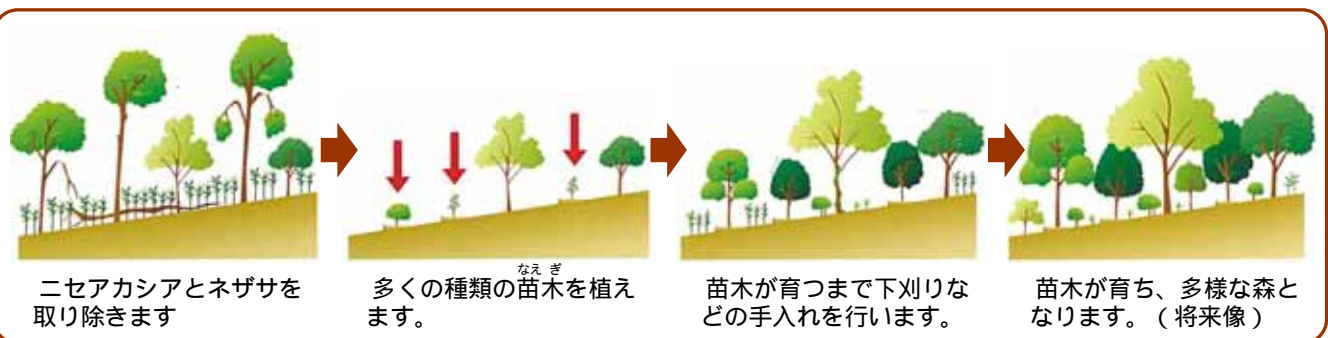 ニセアカシアとネザサを
取り除きます
なえ ぎ
多くの種類の苗木を植え
ます。
苗木が育つまで下刈りな
どの手入れを行います。
苗木が育ち、多様な森と
なります。（将来像）